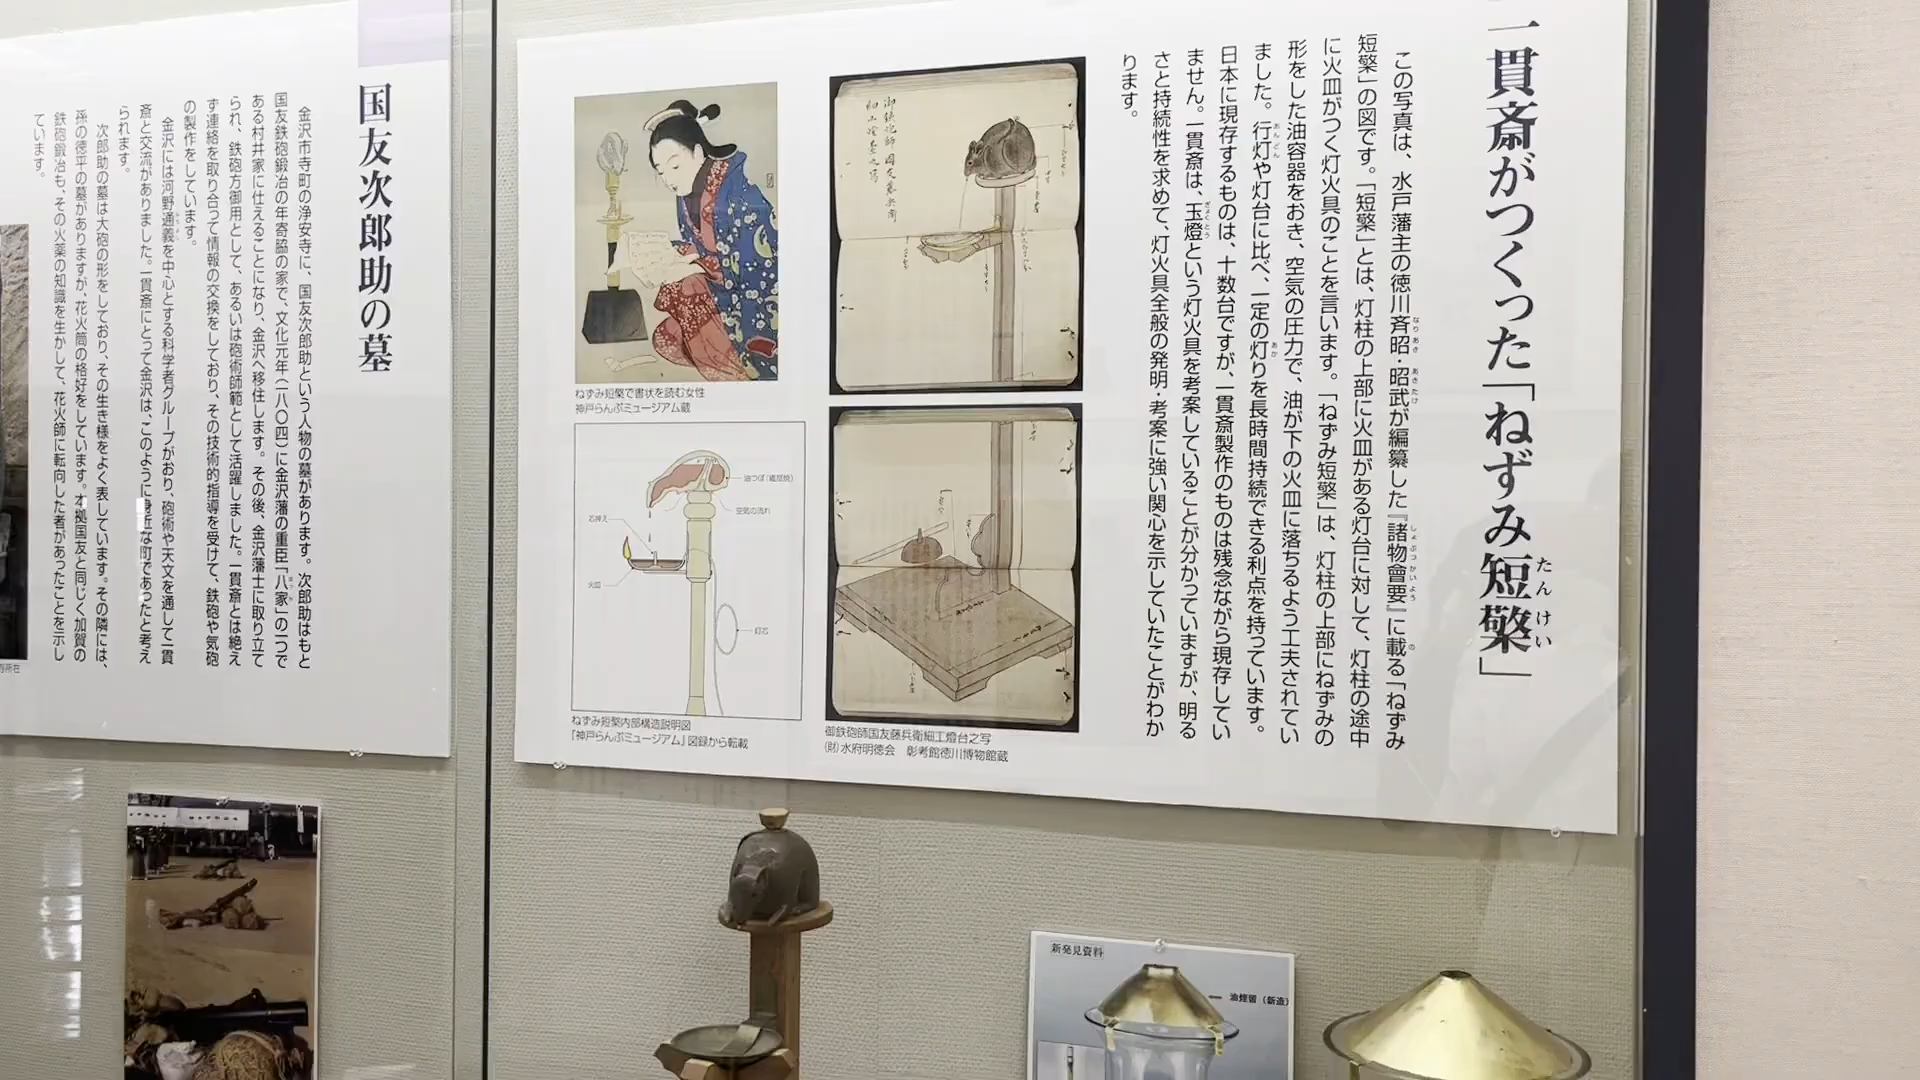 一貫斎がつくった「ねずみ短檠」
たんけい
この写真は、水戸藩主の徳川斉昭・昭武が編纂した『諸物會要』に載る「ねずみ
短檠」の図です。「短檠」とは、灯柱の上部に火皿がある灯台に対して、灯柱の途中
に火皿がつく灯火具のことを言います。「ねずみ短檠」は、灯柱の上部にねずみの
形をした油容器をおき、空気の圧力で、油が下の火皿に落ちるよう工夫されてい
ました。行灯や灯台に比べ、一定の灯りを長時間持続できる利点を持っています。
日本に現存するものは、十数台ですが、一貫斎製作のものは残念ながら現存してい
ません。一貫斎は、玉燈という灯火具を考案していることが分かっていますが、明る
さと持続性を求めて、灯火具全般の発明・考案に強い関心を示していたことがわか
ります。
御鉄砲師国友藤兵衛細工燈台之写
(財)水府明徳会 彰考館徳川博物館蔵
ねずみ短檠で書状を読む女性
神戸らんぷミュージアム蔵
油つぼ(織部焼)
空気の流れ
芯押え
火皿
灯芯
ねずみ短檠内部構造説明図
『神戸らんぷミュージアム』図録から転載
新発見資料
油煙留(新造)
国友次郎助の墓
金沢市寺町の浄安寺に、国友次郎助という人物の墓があります。次郎助はもと
国友鉄砲鍛冶の年寄脇の家で、文化元年(一八〇四)に金沢藩の重臣「八家」の一つで
ある村井家に仕えることになり、金沢へ移住します。その後、金沢藩士に取り立て
られ、鉄砲方御用として、あるいは砲術師範として活躍しました。一貫斎とは絶え
ず連絡を取り合って情報の交換をしており、その技術的指導を受けて、鉄砲や気砲
の製作をしています。
金沢には河野通義を中心とする科学者グループがおり、砲術や天文を通して一貫
斎と交流がありました。一貫斎にとって金沢は、このように身近な町であったと考え
られます。
次郎助の墓は大砲の形をしており、その生き様をよく表しています。その隣には、
孫の徳平の墓がありますが、花火筒の格好をしています。本拠国友と同じく加賀の
鉄砲鍛冶も、その火薬の知識を生かして、花火師に転向した者があったことを示し
ています。